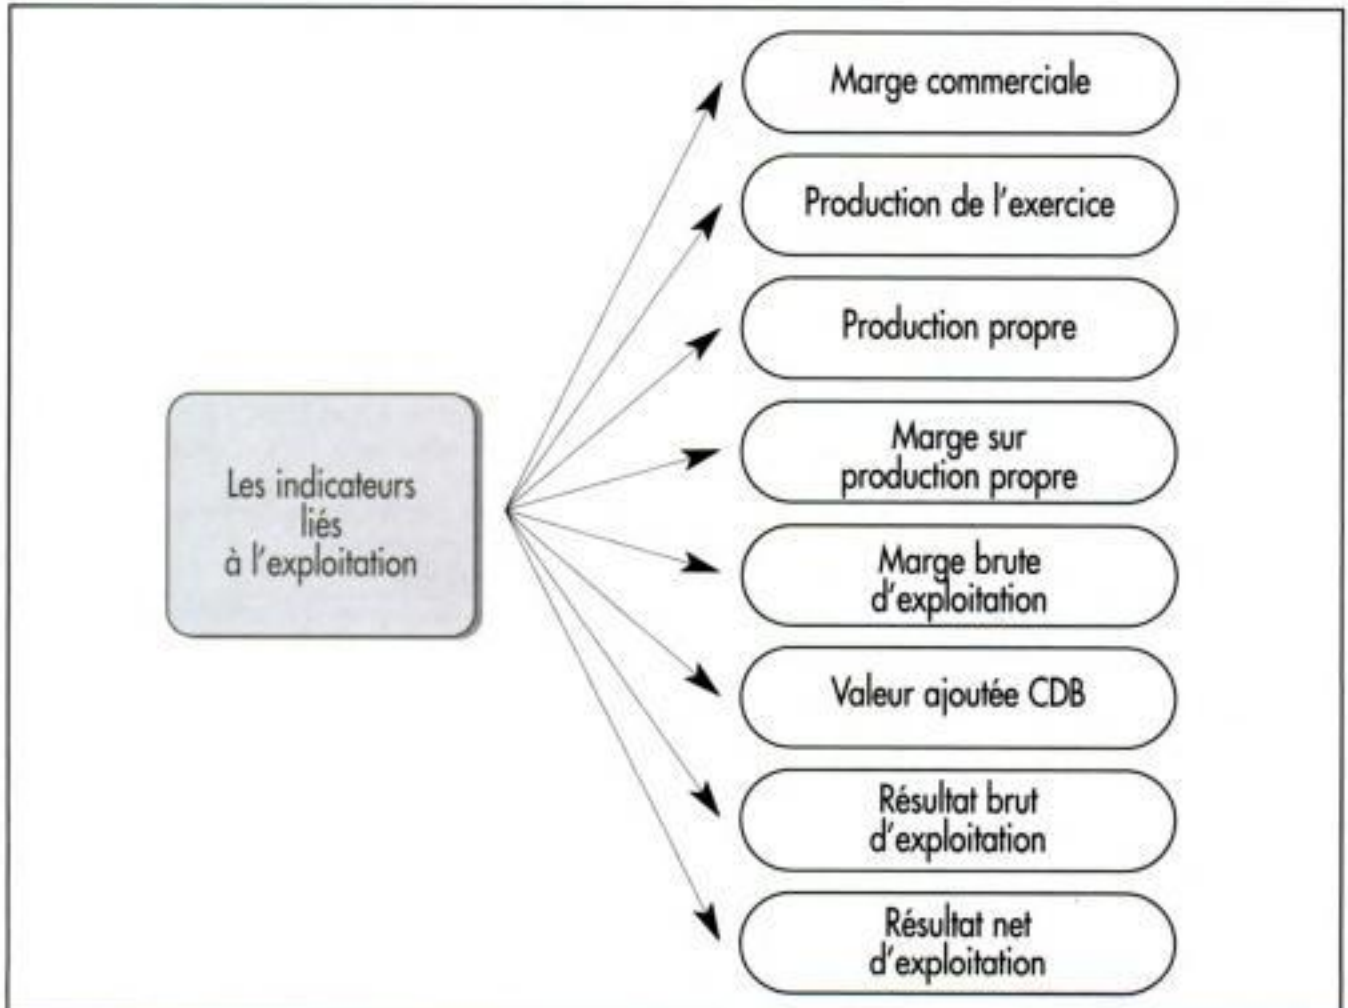 Les indicateurs
liés
à l'exploitation
Marge commerciale
Production de l'exercice
Production propre
Marge sur
production propre
Marge brute
d'exploitation
Valeur ajoutée CDB
Résultat brut
d'exploitation
Résultat net
d'exploitation